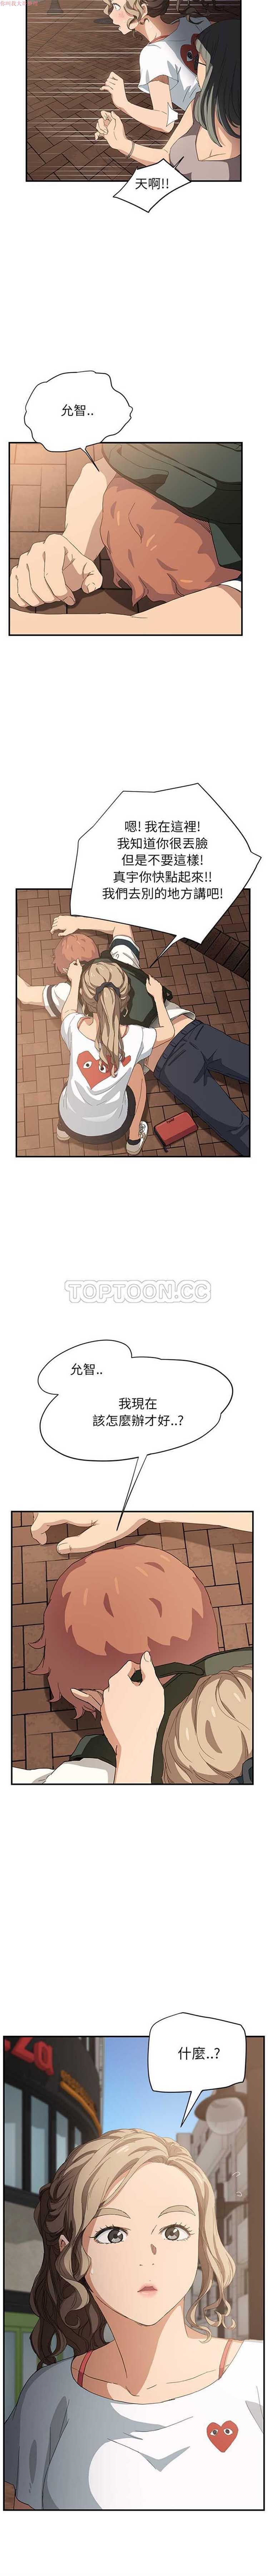 天啊!!
允智..
嗯! 我在這裡!
我知道你很丟臉
但是不要這樣!
真宇你快點起來!!
我們去別的地方講吧!
TOPTOON.CC
允智..
我現在
該怎麼辦才好..?
什麼..?